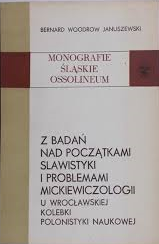 BERNARD WOODROW JANUSZEWSKI
MONOGRAFIE
ŚLĄSKIE
OSSOLINEUM
Z BADAŃ
NAD POCZĄTKAMI
SLAWISTYKI
I PROBLEMAMI
MICKIEWICZOLOGII
U WROCŁAWSKIEJ
KOLEBKI
POLONISTYKI NAUKOWEJ